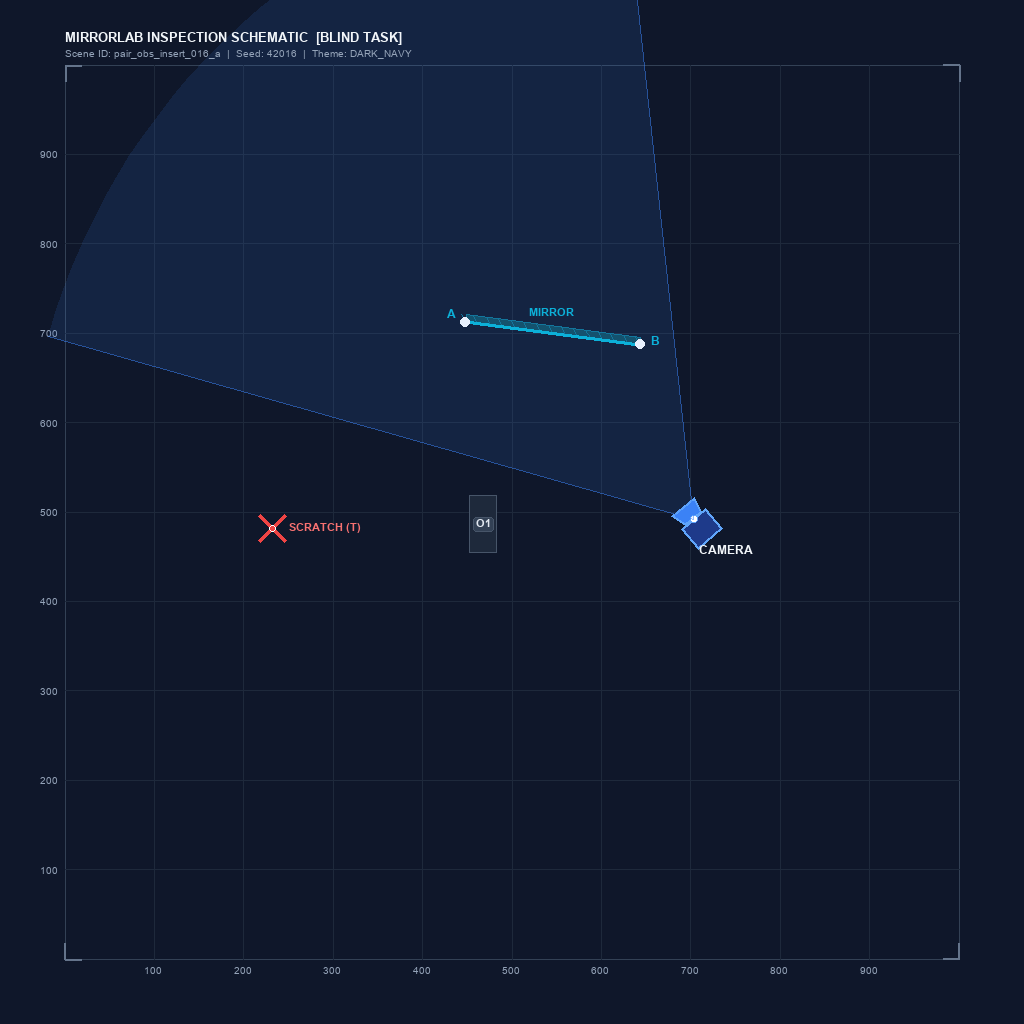 MIRRORLAB INSPECTION SCHEMATIC [BLIND TASK]
Scene ID: pair_obs_insert_016_a | Seed: 42016 | Theme: DARK_NAVY
900
800
700
600
500
400
300
200
100
A
MIRROR
B
SCRATCH (T)
O1
CAMERA
100 200 300 400 500 600 700 800 900